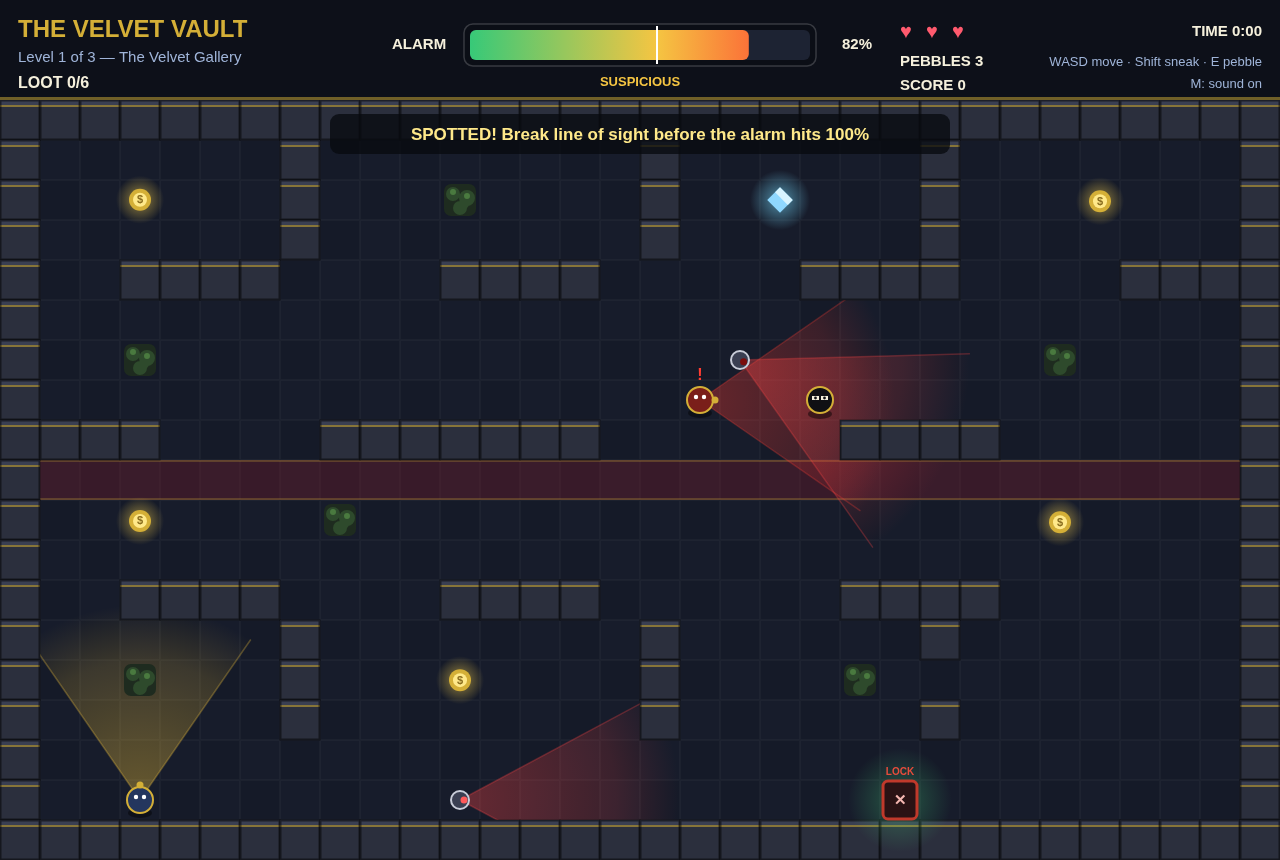 THE VELVET VAULT
Level 1 of 3 — The Velvet Gallery
LOOT 0/6
ALARM
82%
SUSPICIOUS
♥ ♥ ♥
PEBBLES 3
SCORE 0
TIME 0:00
WASD move · Shift sneak · E pebble
M: sound on
SPOTTED! Break line of sight before the alarm hits 100%
$
$
!
$
$
$
LOCK
✕